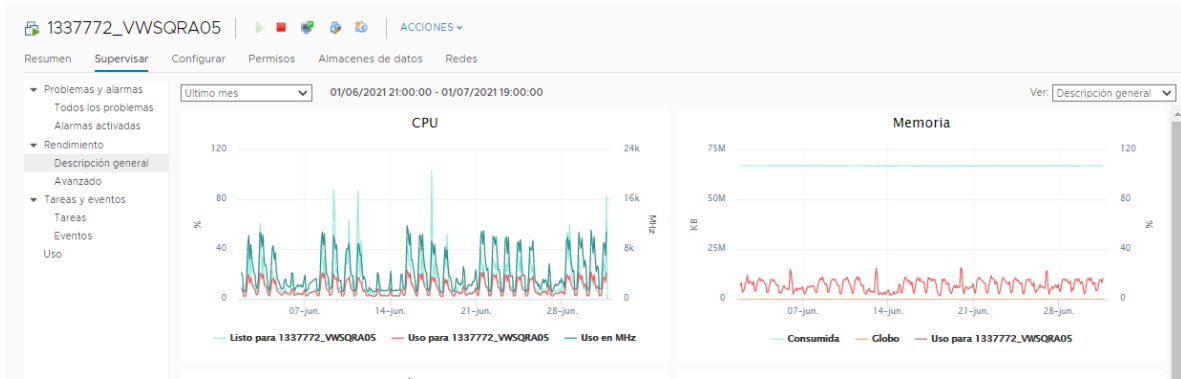 1337772_VWSQRA05 ACCIONES
Resumen Supervisar Configurar Permisos Almacenes de datos Redes
Problemas y alarmas
Todos los problemas
Alarmas activadas
Rendimiento
Descripción general
Avanzado
Tareas y eventos
Tareas
Eventos
Uso
Último mes 01/06/2021 21:00:00 - 01/07/2021 19:00:00 Ver: Descripción general
CPU
120 24k
80 16k
% MHz
40 8k
0 0
07-jun. 14-jun. 21-jun. 28-jun.
Listo para 1337772_VWSQRA05 Uso para 1337772_VWSQRA05 Uso en MHz
Memoria
75M 120
50M 80
KB %
25M 40
0 0
07-jun. 14-jun. 21-jun. 28-jun.
Consumida Globo Uso para 1337772_VWSQRA05